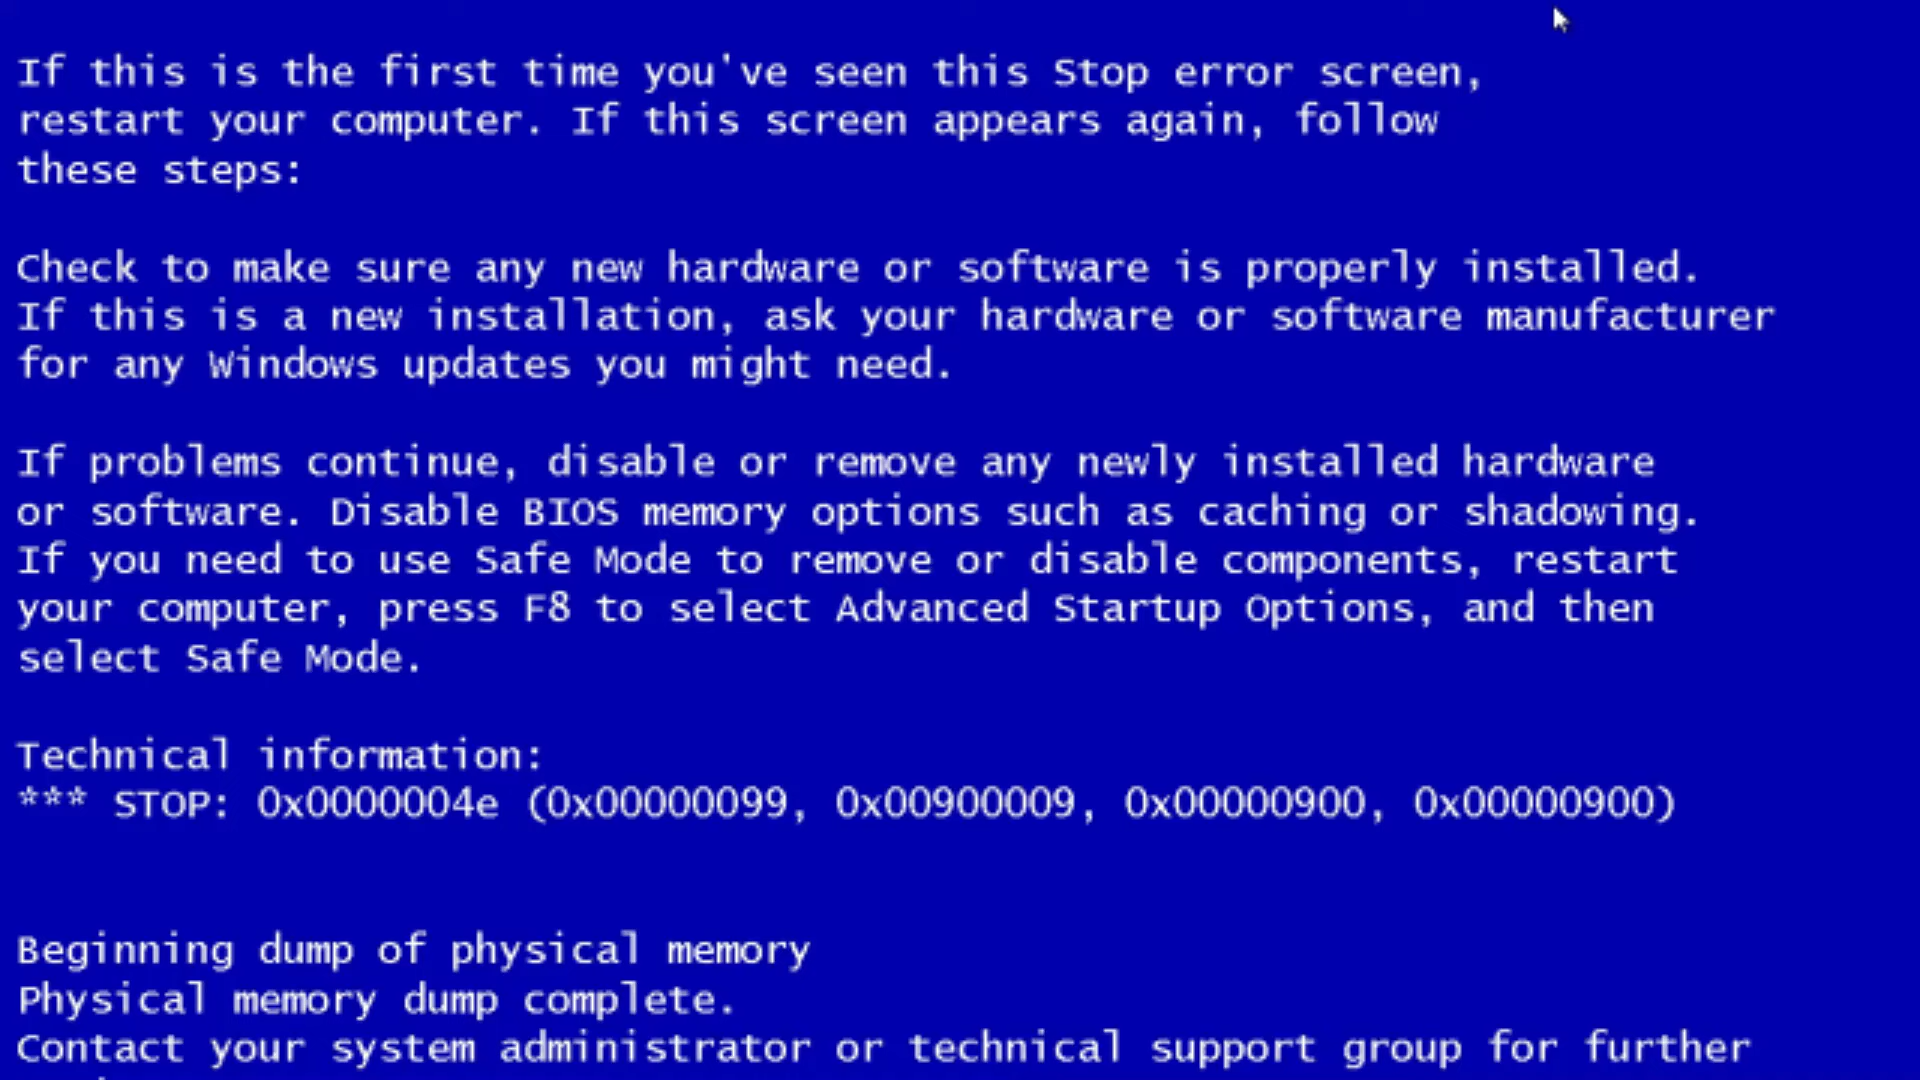 If this is the first time you've seen this Stop error screen,
restart your computer. If this screen appears again, follow
these steps:
Check to make sure any new hardware or software is properly installed.
If this is a new installation, ask your hardware or software manufacturer
for any Windows updates you might need.
If problems continue, disable or remove any newly installed hardware
or software. Disable BIOS memory options such as caching or shadowing.
If you need to use Safe Mode to remove or disable components, restart
your computer, press F8 to select Advanced Startup Options, and then
select Safe Mode.
Technical information:
*** STOP: 0x0000004e (0x00000099, 0x00900009, 0x00000900, 0x00000900)
Beginning dump of physical memory
Physical memory dump complete.
Contact your system administrator or technical support group for further